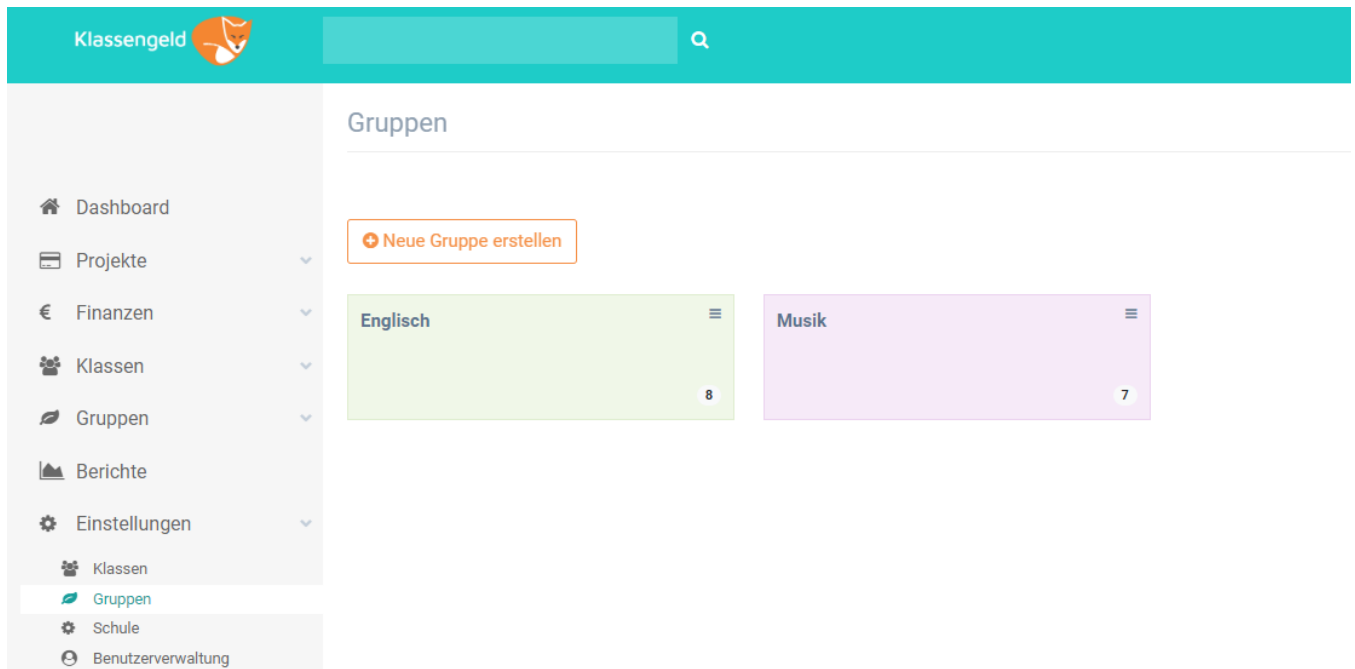 Klassengeld
Gruppen
Dashboard
Projekte
Finanzen
Klassen
Gruppen
Berichte
Einstellungen
Klassen
Gruppen
Schule
Benutzerverwaltung
Neue Gruppe erstellen
Englisch
8
Musik
7